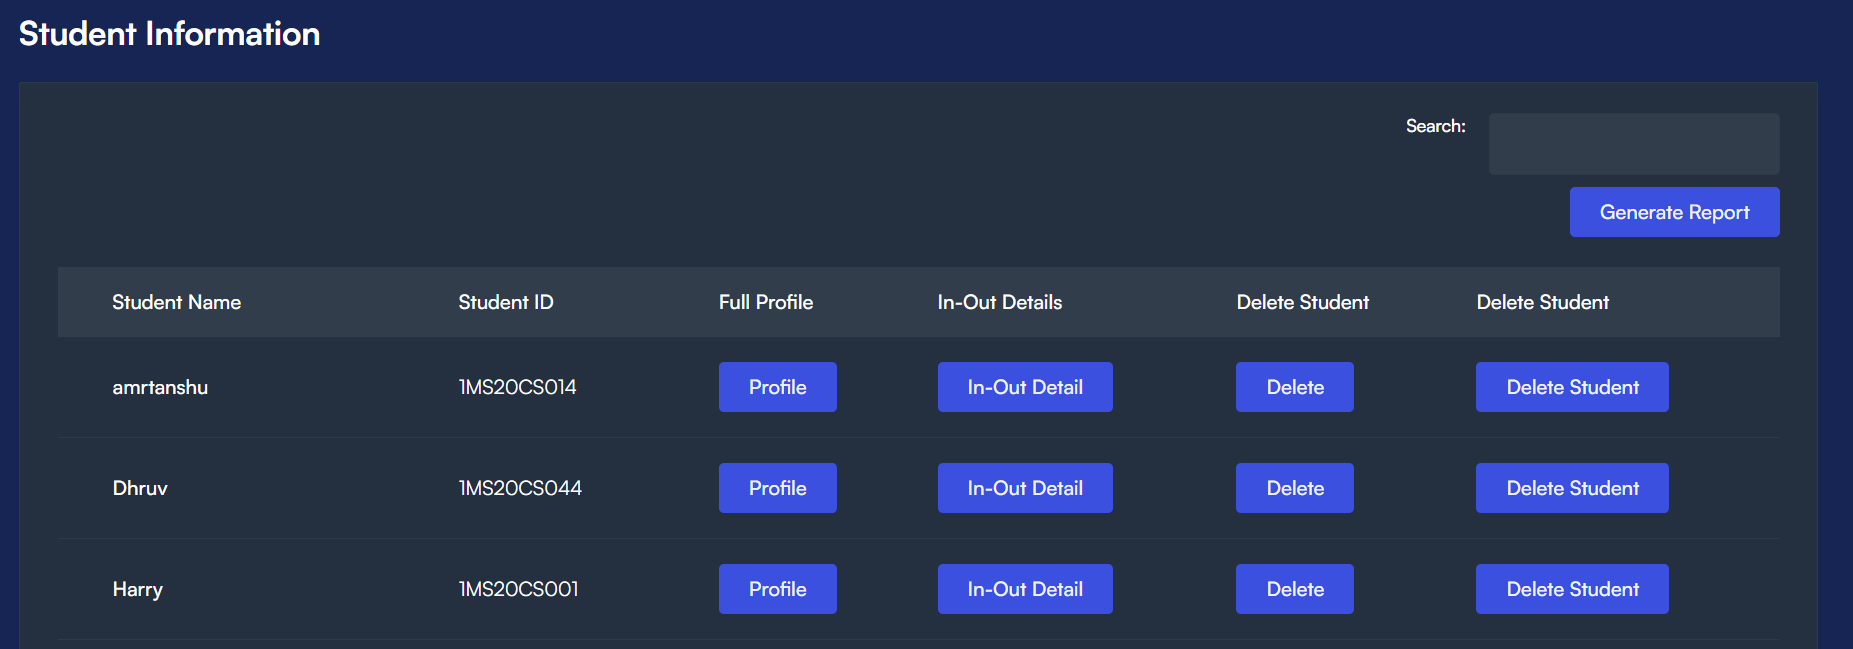 Student Information
Search:
Generate Report
Student Name Student ID Full Profile In-Out Details Delete Student Delete Student
amrtanshu 1MS20CS014 Profile In-Out Detail Delete Delete Student
Dhruv 1MS20CS044 Profile In-Out Detail Delete Delete Student
Harry 1MS20CS001 Profile In-Out Detail Delete Delete Student